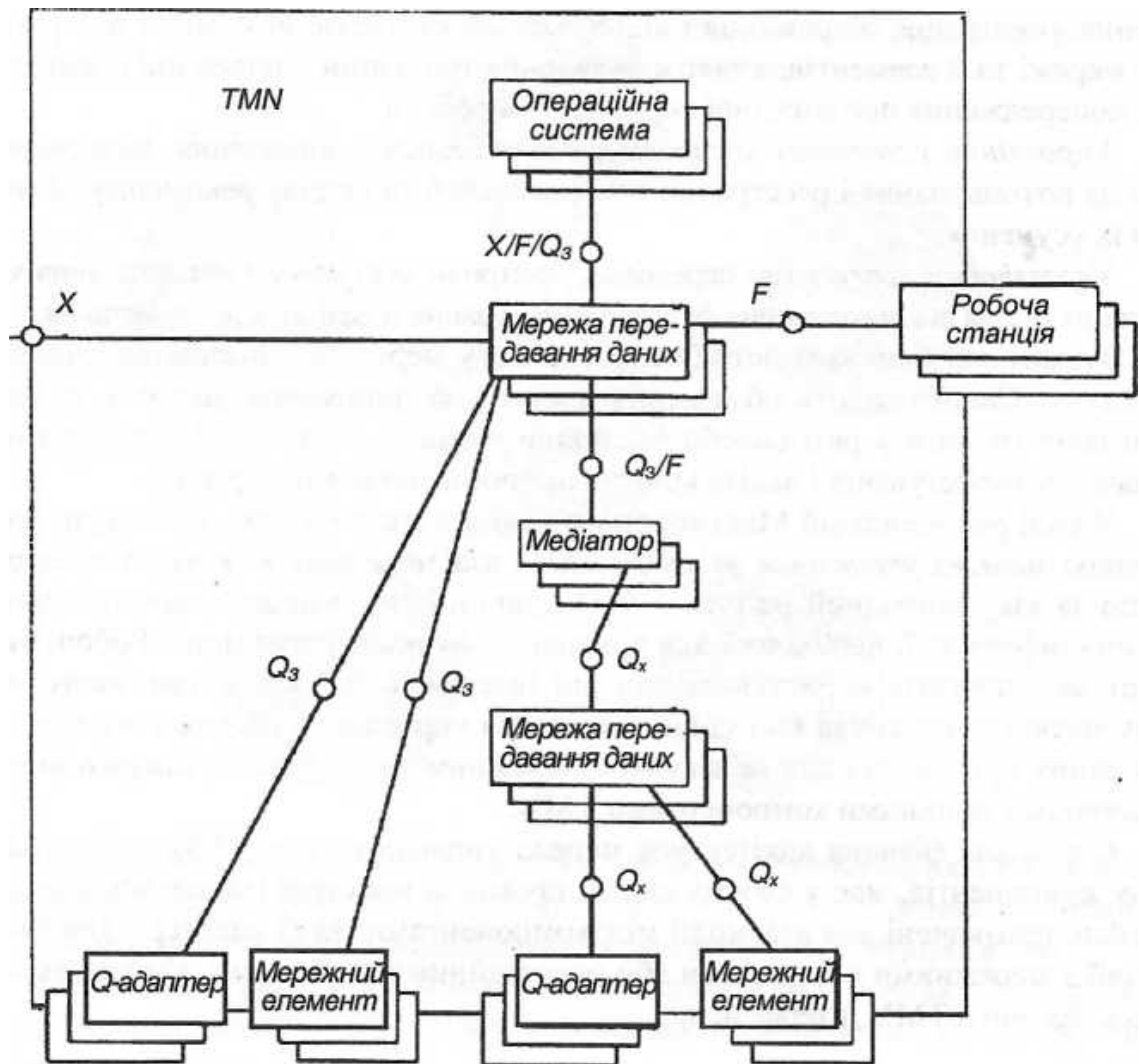 TMN
Операційна
система
X/F/Q₃
X
F
Робоча
станція
Мережа пере-
давання даних
Q₃/F
Медіатор
Q₃
Q₃
Qₓ
Мережа пере-
давання даних
Qₓ
Qₓ
Q-адаптер
Мережний
елемент
Q-адаптер
Мережний
елемент